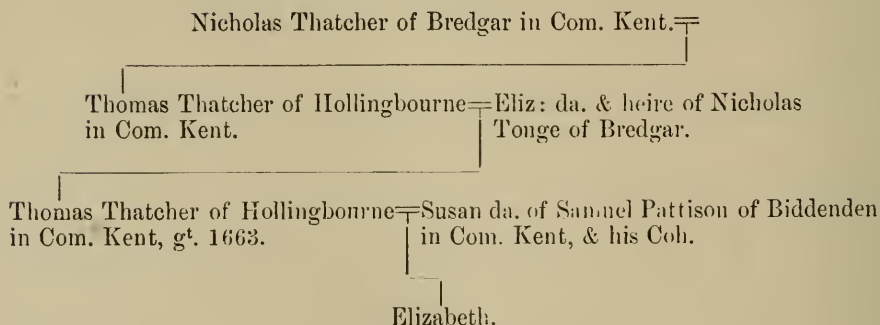 Nicholas Thatcher of Bredgar in Com. Kent.
Thomas Thatcher of Hollingbourne
in Com. Kent.
Eliz: da. & heire of Nicholas
Tonge of Bredgar.
Thomas Thatcher of Hollingbourne
in Com. Kent, gᵗ. 1663.
Susan da. of Samuel Pattison of Biddenden
in Com. Kent, & his Coh.
Elizabeth.